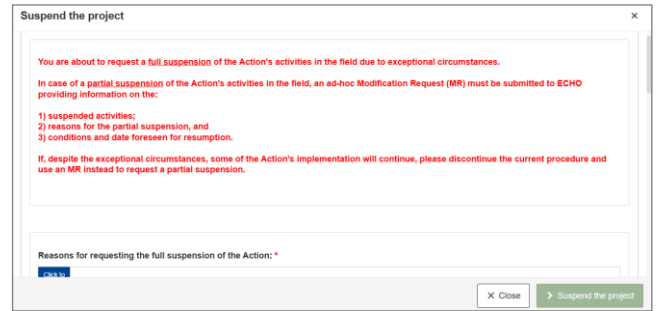 Suspend the project
×
You are about to request a full suspension of the Action's activities in the field due to exceptional circumstances.
In case of a partial suspension of the Action's activities in the field, an ad-hoc Modification Request (MR) must be submitted to ECHO
providing information on the:
1) suspended activities;
2) reasons for the partial suspension, and
3) conditions and date foreseen for resumption.
If, despite the exceptional circumstances, some of the Action's implementation will continue, please discontinue the current procedure and
use an MR instead to request a partial suspension.
Reasons for requesting the full suspension of the Action: *
Click to
× Close
> Suspend the project